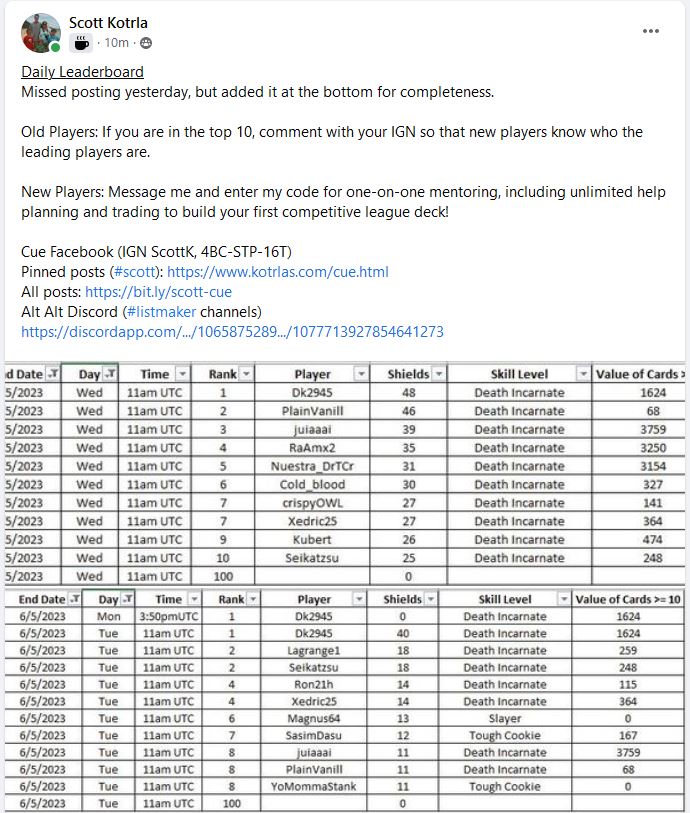 Scott Kotrla
10m
Daily Leaderboard
Missed posting yesterday, but added it at the bottom for completeness.
Old Players: If you are in the top 10, comment with your IGN so that new players know who the
leading players are.
New Players: Message me and enter my code for one-on-one mentoring, including unlimited help
planning and trading to build your first competitive league deck!
Cue Facebook (IGN ScottK, 4BC-STP-16T)
Pinned posts (#scott): https://www.kotrlas.com/cue.html
All posts: https://bit.ly/scott-cue
Alt Alt Discord (#listmaker channels)
https://discordapp.com/.../1065875289.../1077713927854641273
d Date Day Time Rank Player Shields Skill Level Value of Cards >
5/2023 Wed 11am UTC 1 Dk2945 48 Death Incarnate 1624
5/2023 Wed 11am UTC 2 PlainVanill 46 Death Incarnate 68
5/2023 Wed 11am UTC 3 juiaaai 39 Death Incarnate 3759
5/2023 Wed 11am UTC 4 RaAmx2 35 Death Incarnate 3250
5/2023 Wed 11am UTC 5 Nuestra_DrTCr 31 Death Incarnate 3154
5/2023 Wed 11am UTC 6 Cold_blood 30 Death Incarnate 327
5/2023 Wed 11am UTC 7 crispyOWL 27 Death Incarnate 141
5/2023 Wed 11am UTC 7 Xedric25 27 Death Incarnate 364
5/2023 Wed 11am UTC 9 Kubert 26 Death Incarnate 474
5/2023 Wed 11am UTC 10 Seikatzsu 25 Death Incarnate 248
5/2023 Wed 11am UTC 100 0
End Date Day Time Rank Player Shields Skill Level Value of Cards >= 10
6/5/2023 Mon 3:50pmUTC 1 Dk2945 0 Death Incarnate 1624
6/5/2023 Tue 11am UTC 1 Dk2945 40 Death Incarnate 1624
6/5/2023 Tue 11am UTC 2 Lagrange1 18 Death Incarnate 259
6/5/2023 Tue 11am UTC 2 Seikatzsu 18 Death Incarnate 248
6/5/2023 Tue 11am UTC 4 Ron21h 14 Death Incarnate 115
6/5/2023 Tue 11am UTC 4 Xedric25 14 Death Incarnate 364
6/5/2023 Tue 11am UTC 6 Magnus64 13 Slayer 0
6/5/2023 Tue 11am UTC 7 SasimDasu 12 Tough Cookie 167
6/5/2023 Tue 11am UTC 8 juiaaai 11 Death Incarnate 3759
6/5/2023 Tue 11am UTC 8 PlainVanill 11 Death Incarnate 68
6/5/2023 Tue 11am UTC 8 YoMommaStank 11 Tough Cookie 0
6/5/2023 Tue 11am UTC 100 0